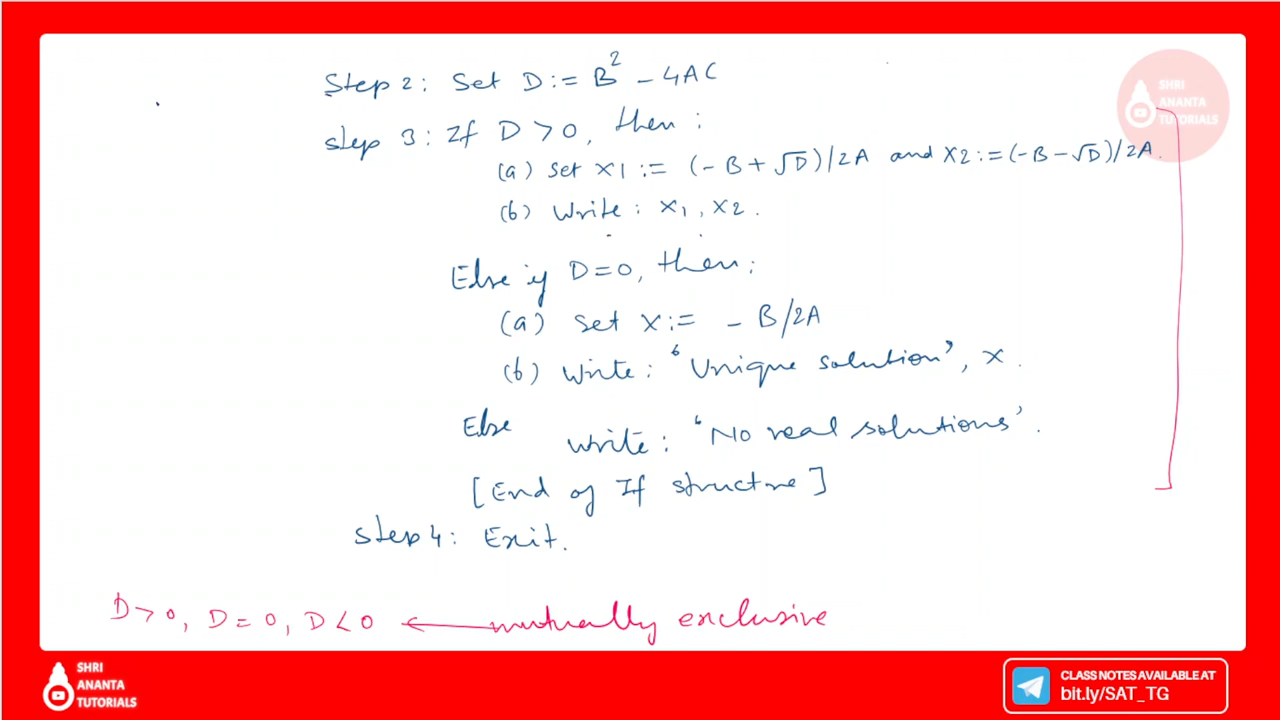 Step 2: Set D := B² - 4AC
Step 3: If D > 0, then:
(a) Set X1 := (-B + √D)/2A and X2 := (-B - √D)/2A.
(b) Write: X1, X2.
Else if D = 0, then:
(a) Set X := - B/2A
(b) Write: 'Unique solution', X.
Else
Write: 'No real solutions'.
[End of If structure]
Step 4: Exit.
D > 0, D = 0, D < 0 ← mutually exclusive
SHRI
ANANTA
TUTORIALS
SHRI
ANANTA
TUTORIALS
CLASS NOTES AVAILABLE AT
bit.ly/SAT_TG